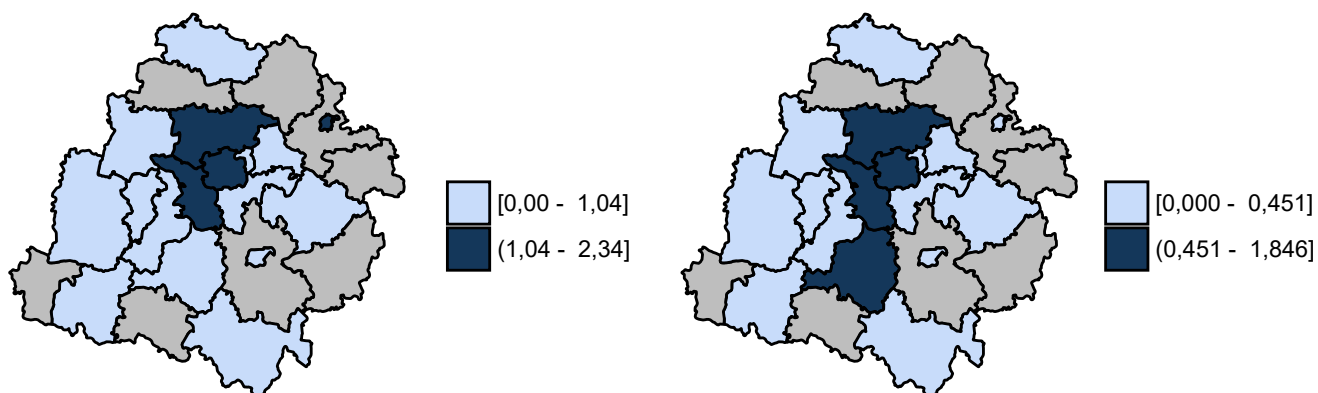 [0,00 -  1,04]
(1,04 -  2,34]
[0,000 -  0,451]
(0,451 -  1,846]